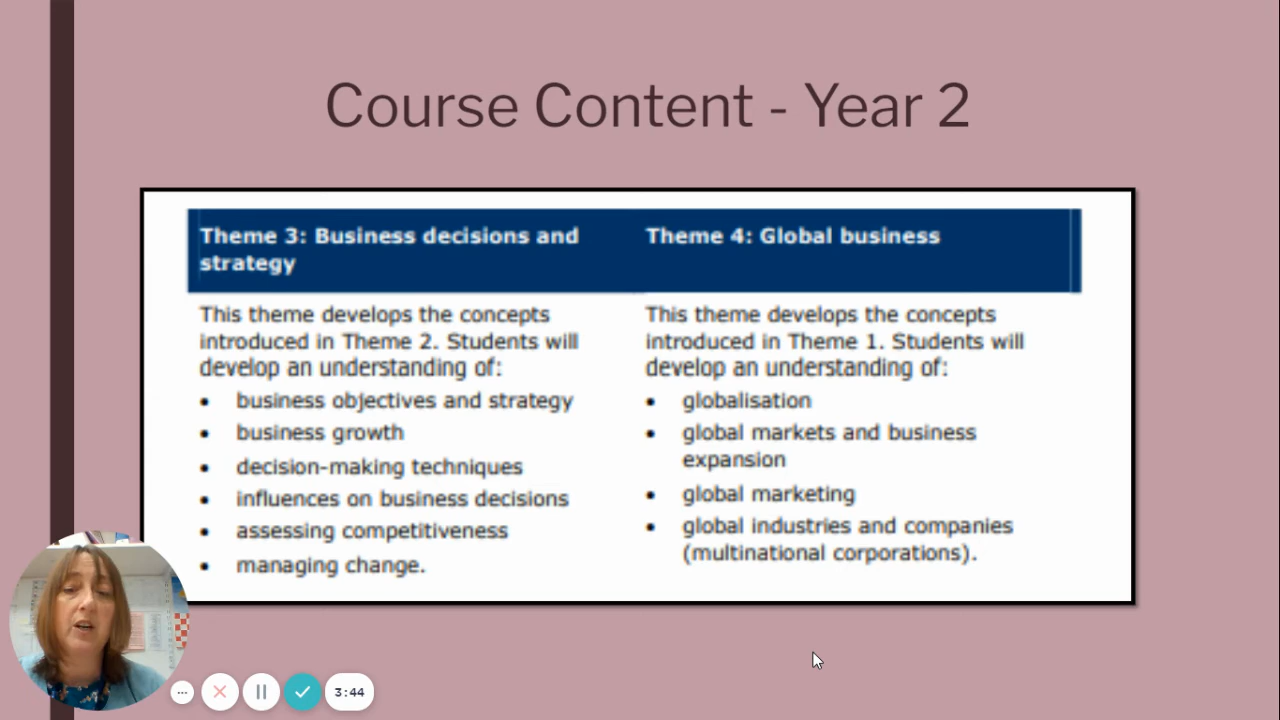 Course Content - Year 2
Theme 3: Business decisions and
strategy
This theme develops the concepts
introduced in Theme 2. Students will
develop an understanding of:
• business objectives and strategy
• business growth
• decision-making techniques
• influences on business decisions
• assessing competitiveness
• managing change.
Theme 4: Global business
This theme develops the concepts
introduced in Theme 1. Students will
develop an understanding of:
• globalisation
• global markets and business
expansion
• global marketing
• global industries and companies
(multinational corporations).
3:44